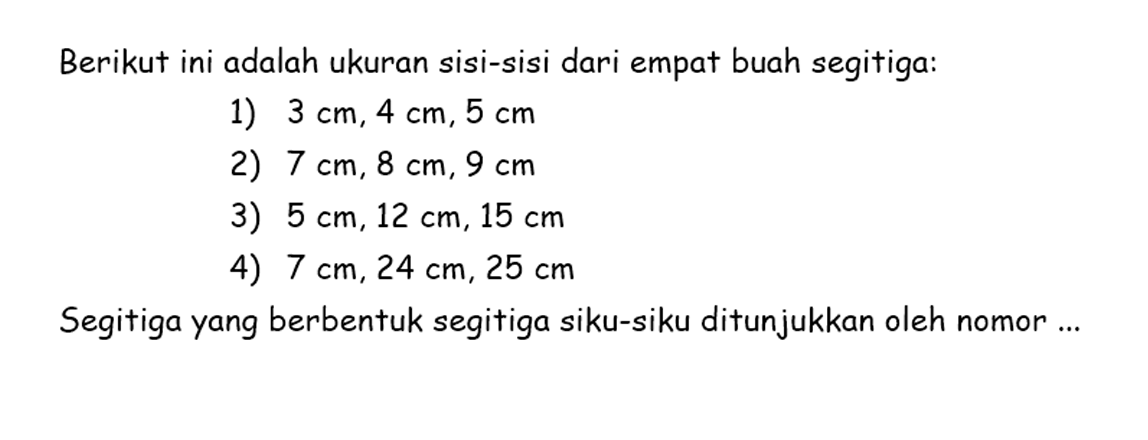 Berikut ini adalah ukuran sisi-sisi dari empat buah segitiga:
1) 3 cm, 4 cm, 5 cm
2) 7 cm, 8 cm, 9 cm
3) 5 cm, 12 cm, 15 cm
4) 7 cm, 24 cm, 25 cm
Segitiga yang berbentuk segitiga siku-siku ditunjukkan oleh nomor ...